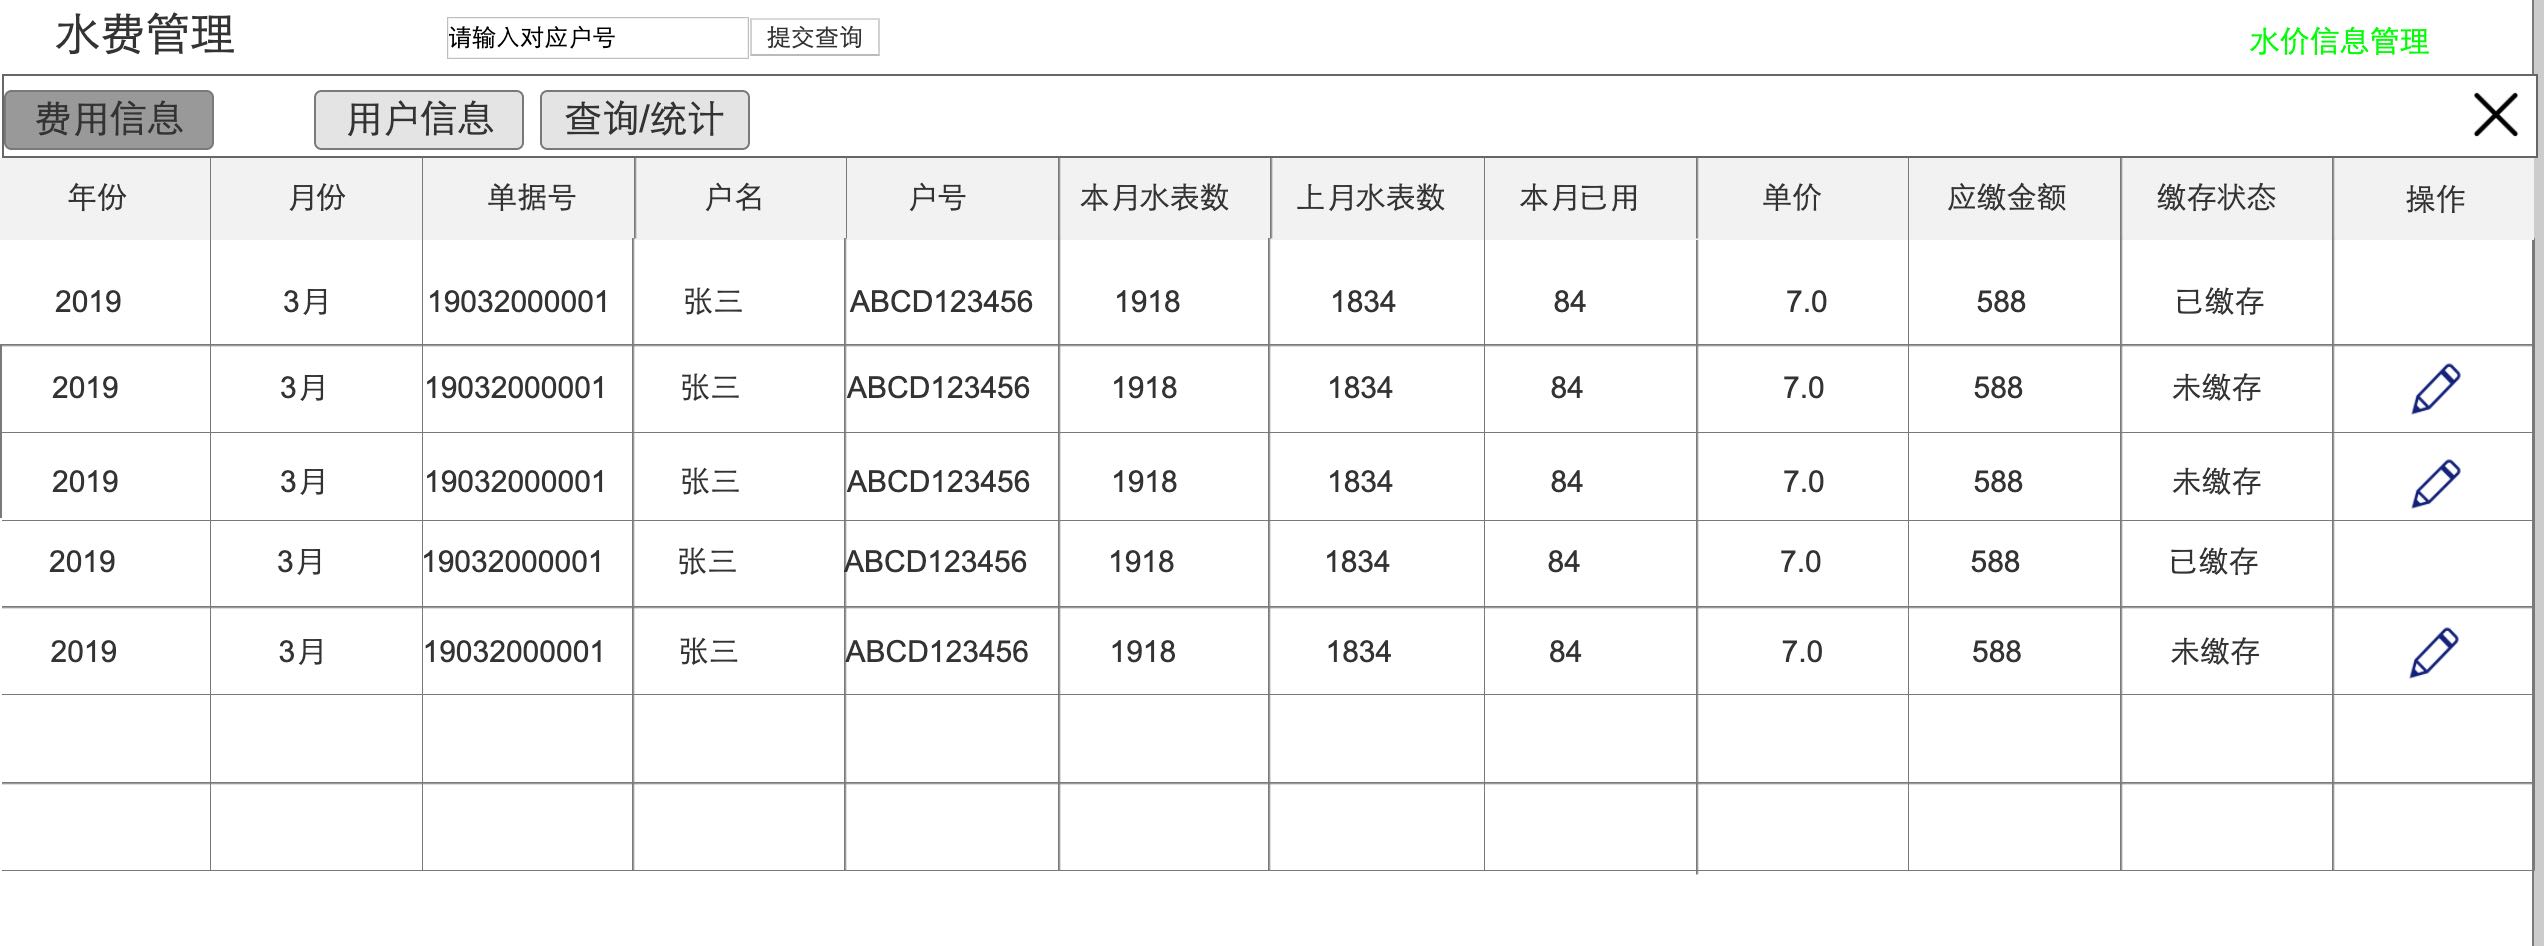 水费管理 请输入对应户号 提交查询 水价信息管理
费用信息 用户信息 查询/统计
年份 月份 单据号 户名 户号 本月水表数 上月水表数 本月已用 单价 应缴金额 缴存状态 操作
2019 3月 19032000001 张三 ABCD123456 1918 1834 84 7.0 588 已缴存
2019 3月 19032000001 张三 ABCD123456 1918 1834 84 7.0 588 未缴存
2019 3月 19032000001 张三 ABCD123456 1918 1834 84 7.0 588 未缴存
2019 3月 19032000001 张三 ABCD123456 1918 1834 84 7.0 588 已缴存
2019 3月 19032000001 张三 ABCD123456 1918 1834 84 7.0 588 未缴存